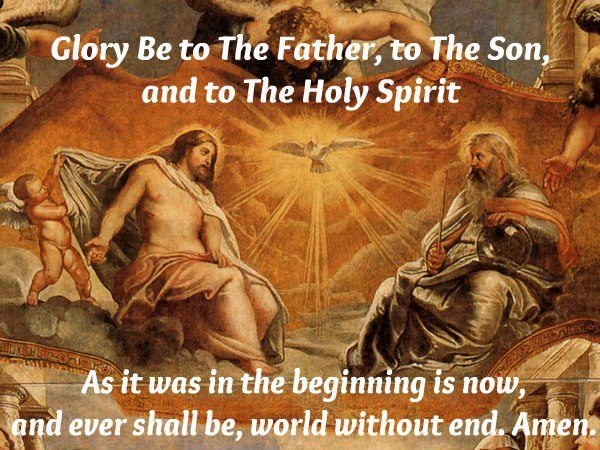 Glory Be to The Father, to The Son,
and to The Holy Spirit
As it was in the beginning is now,
and ever shall be, world without end. Amen.